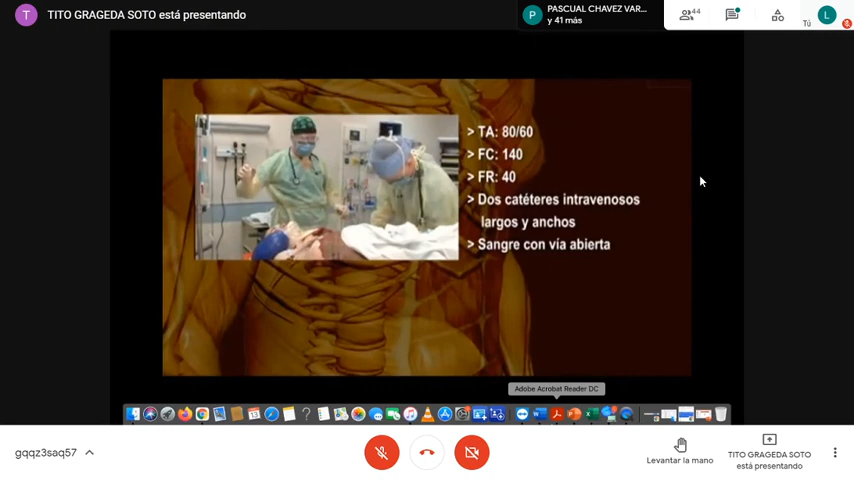 T
TITO GRAGEDA SOTO está presentando
P
PASCUAL CHAVEZ VAR...
y 41 más
44
Tú
L
> TA: 80/60
> FC: 140
> FR: 40
> Dos catéteres intravenosos
largos y anchos
> Sangre con vía abierta
Adobe Acrobat Reader DC
gqqz3saq57
Levantar la mano
TITO GRAGEDA SOTO
está presentando